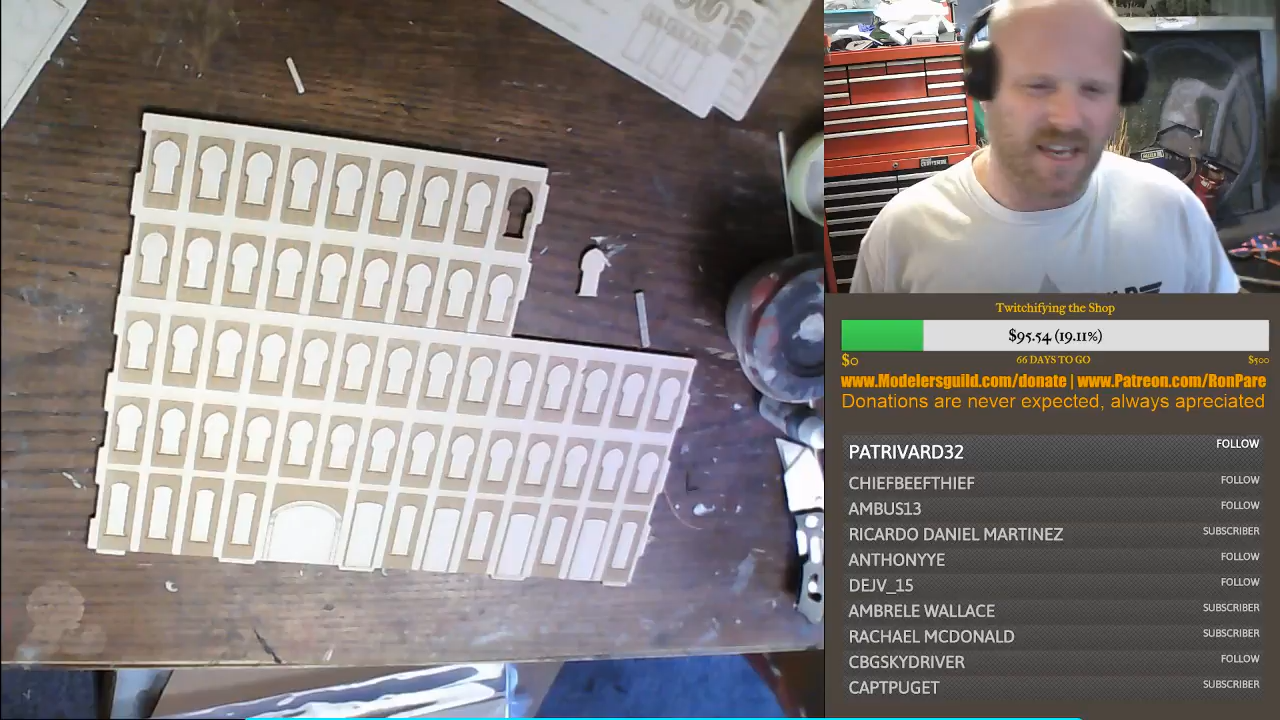 Twitchifying the Shop
$95.54 (19.11%)
$0
66 DAYS TO GO
$500
www.Modelersguild.com/donate | www.Patreon.com/RonPare
Donations are never expected, always apreciated
PATRIVARD32 FOLLOW
CHIEFBEEFTHIEF FOLLOW
AMBUS13 FOLLOW
RICARDO DANIEL MARTINEZ SUBSCRIBER
ANTHONYYE FOLLOW
DEJV_15 FOLLOW
AMBRELE WALLACE SUBSCRIBER
RACHAEL MCDONALD SUBSCRIBER
CBGSKYDRIVER FOLLOW
CAPTPUGET SUBSCRIBER